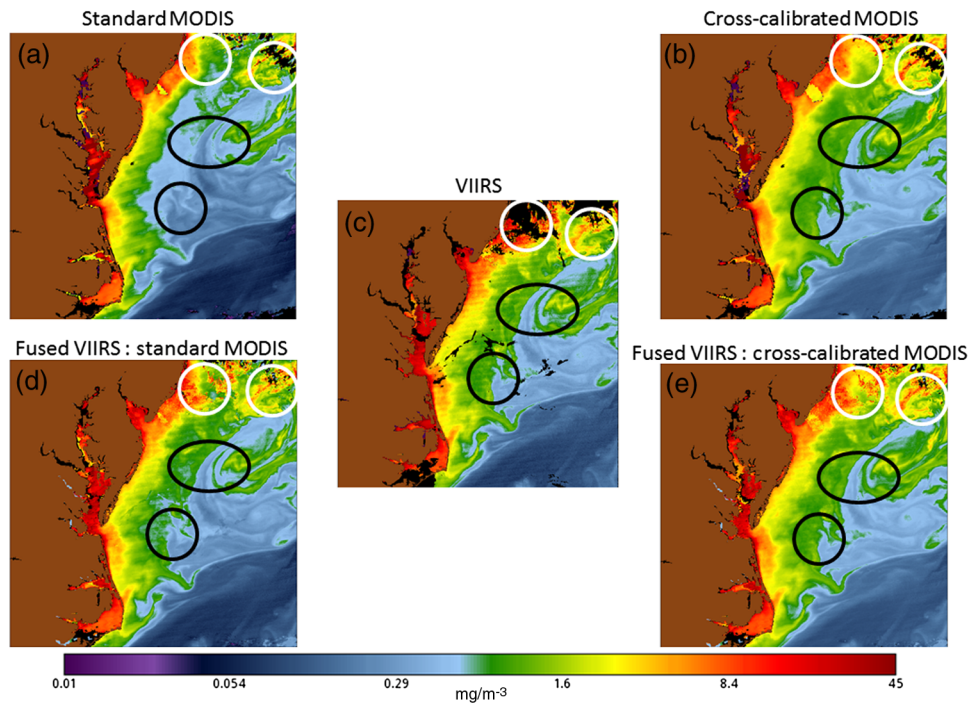 Standard MODIS
Cross-calibrated MODIS
(a)
(b)
VIIRS
(c)
Fused VIIRS : standard MODIS
Fused VIIRS : cross-calibrated MODIS
(d)
(e)
0.01 0.054 0.29 1.6 8.4 45
mg/m-3